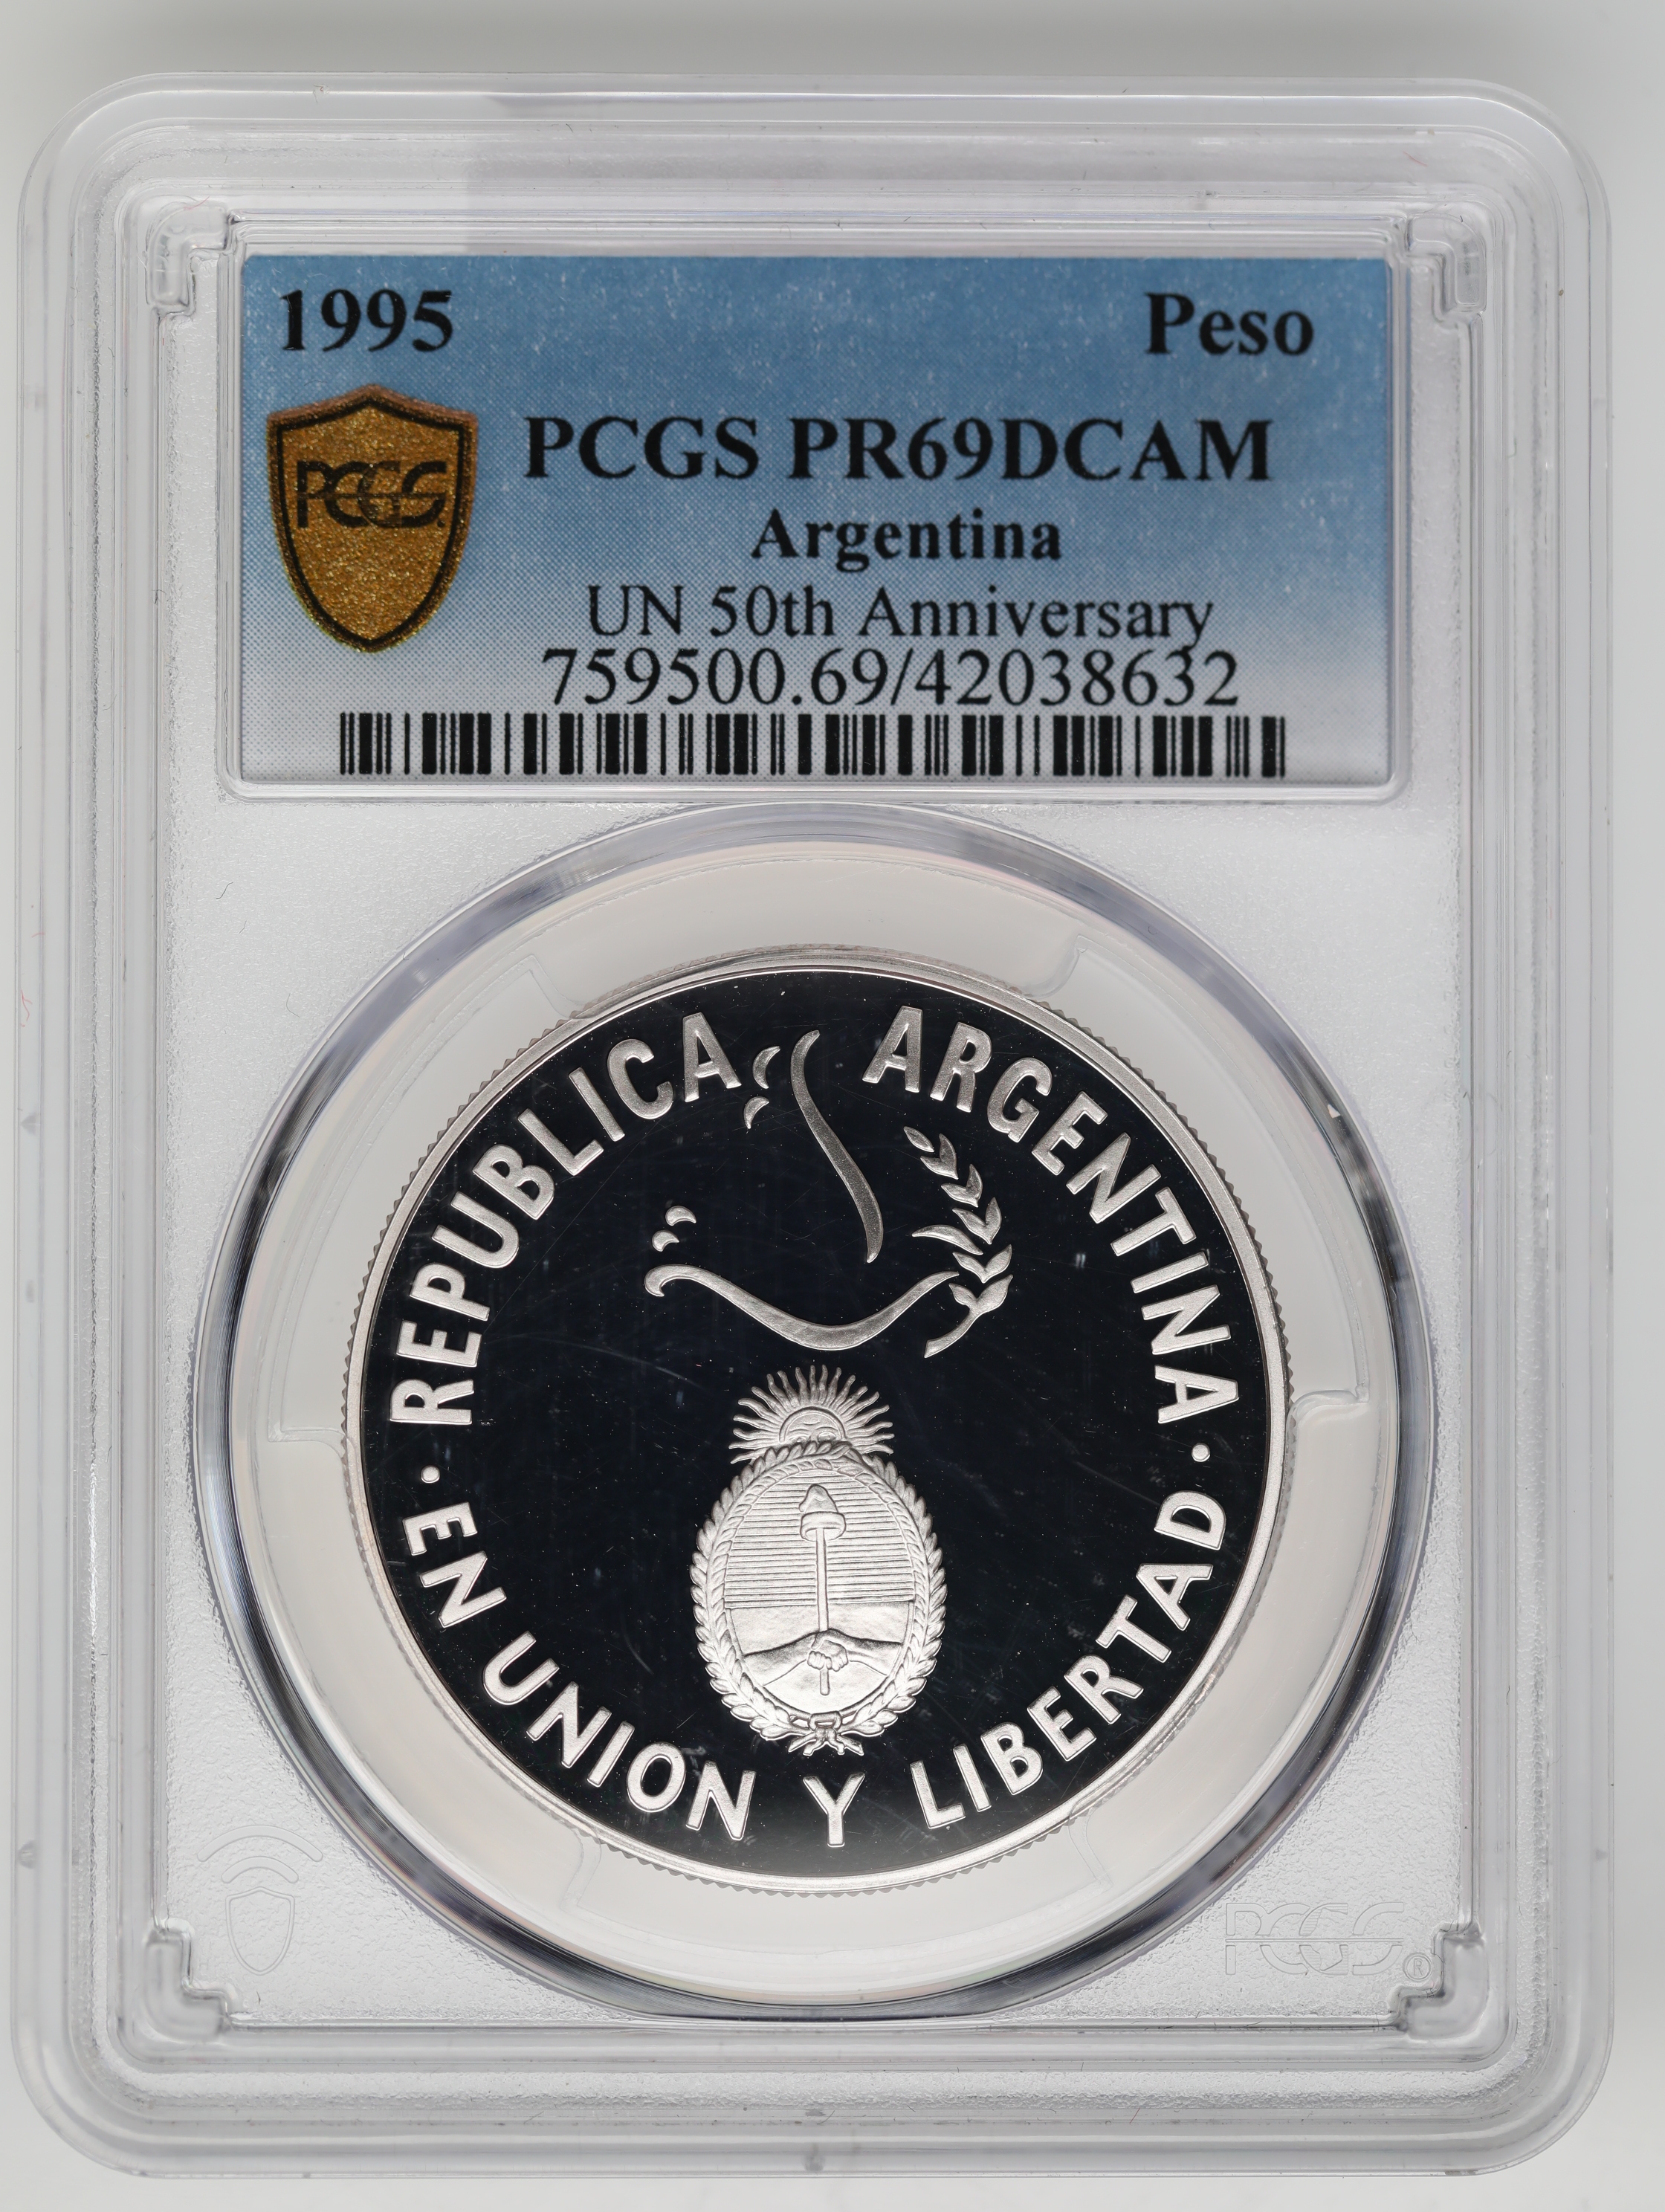 1995 Peso
PCGS
PCGS PR69DCAM
Argentina
UN 50th Anniversary
759500.69/42038632
REPUBLICA ARGENTINA
· EN UNION Y LIBERTAD ·
PCGS ®